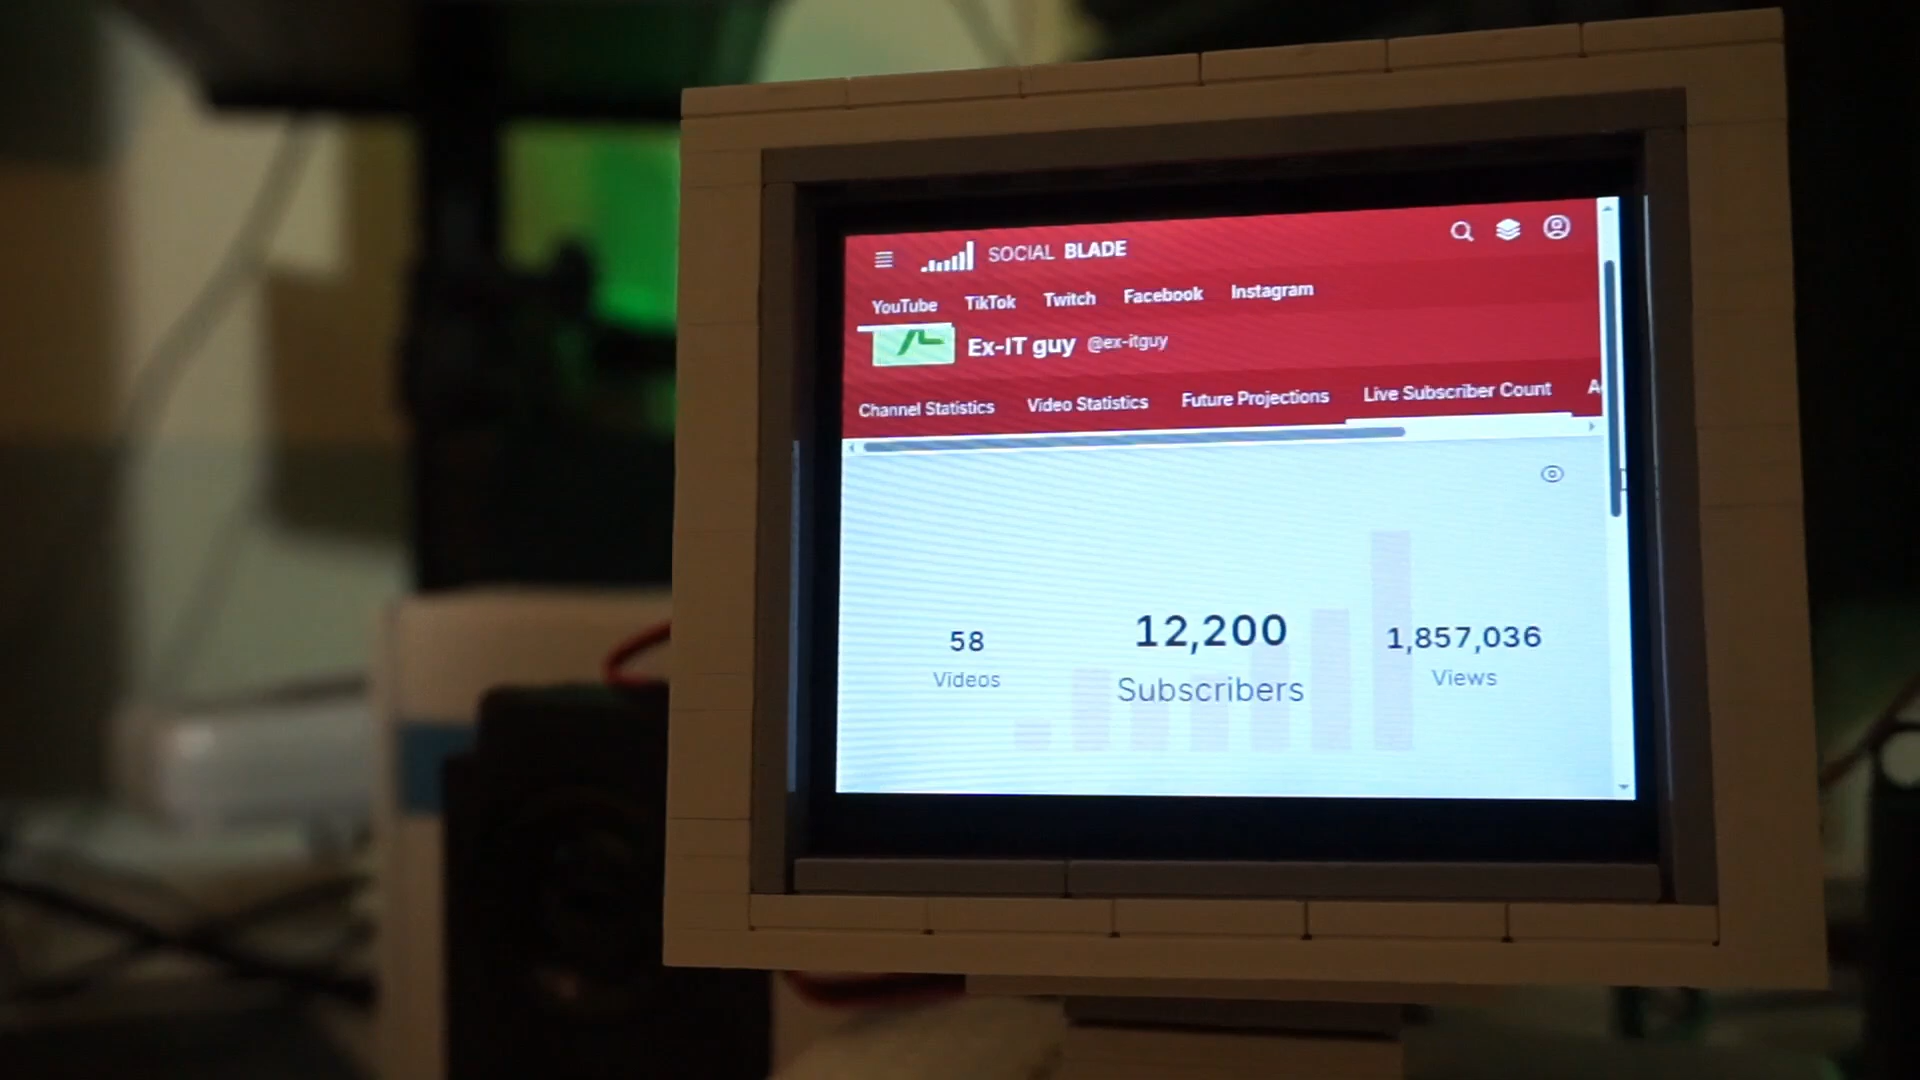 SOCIAL BLADE
YouTube TikTok Twitch Facebook Instagram
Ex-IT guy @ex-itguy
Channel Statistics Video Statistics Future Projections Live Subscriber Count
58 12,200 1,857,036
Videos Subscribers Views